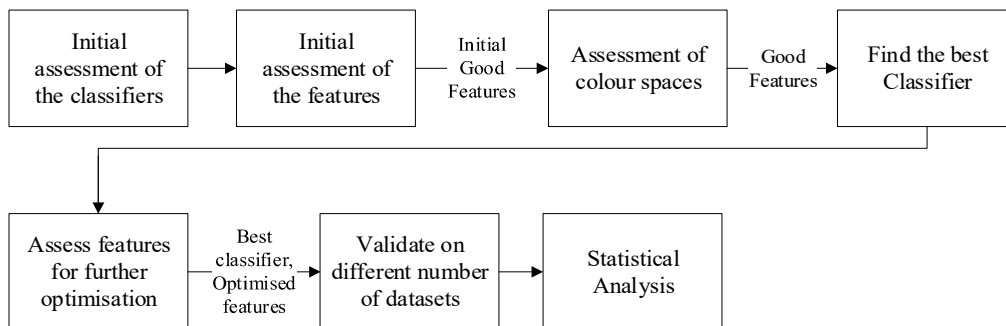 Initial
assessment of
the classifiers
Initial
assessment of
the features
Initial
Good
Features
Assessment of
colour spaces
Good
Features
Find the best
Classifier
Assess features
for further
optimisation
Best
classifier,
Optimised
features
Validate on
different number
of datasets
Statistical
Analysis